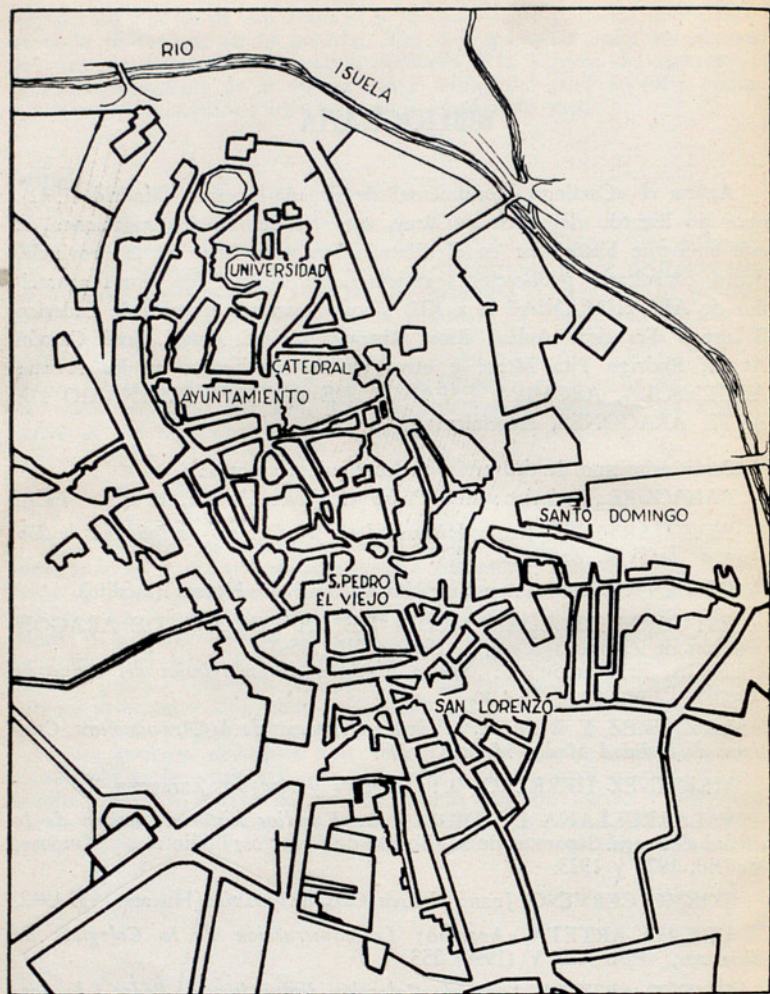 RIO
ISUELA
UNIVERSIDAD
CATEDRAL
AYUNTAMIENTO
SANTO DOMINGO
S. PEDRO
EL VIEJO
SAN LORENZO